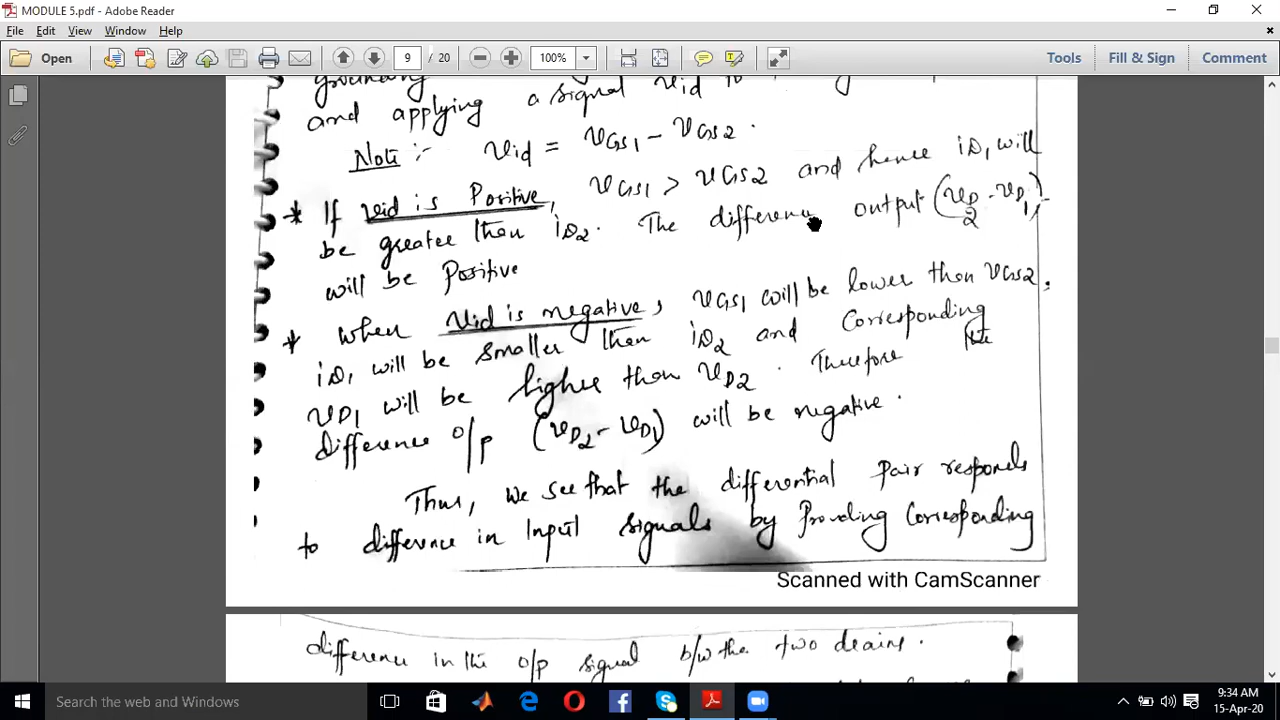 MODULE 5.pdf - Adobe Reader
File Edit View Window Help
Open 9 / 20 100% Tools Fill & Sign Comment
grounding
and applying a signal vid to
Note :- vid = vGS1 - vGS2 .
* If vid is Positive, vGS1 > vGS2 and hence iD1 will
be greater than iD2. The difference output (vD2 - vD1)
will be Positive
* when vid is negative, vGS1 will be lower than vGS2,
iD1 will be smaller than iD2 and Corresponding
vD1 will be higher than vD2 . Therefore the
difference o/p (vD2 - vD1) will be negative.
Thus, we see that the differential Pair responds
to difference in Input signals by Providing Corresponding
Scanned with CamScanner
difference in the o/p signal b/w the two drains.
Search the web and Windows
9:34 AM
15-Apr-20